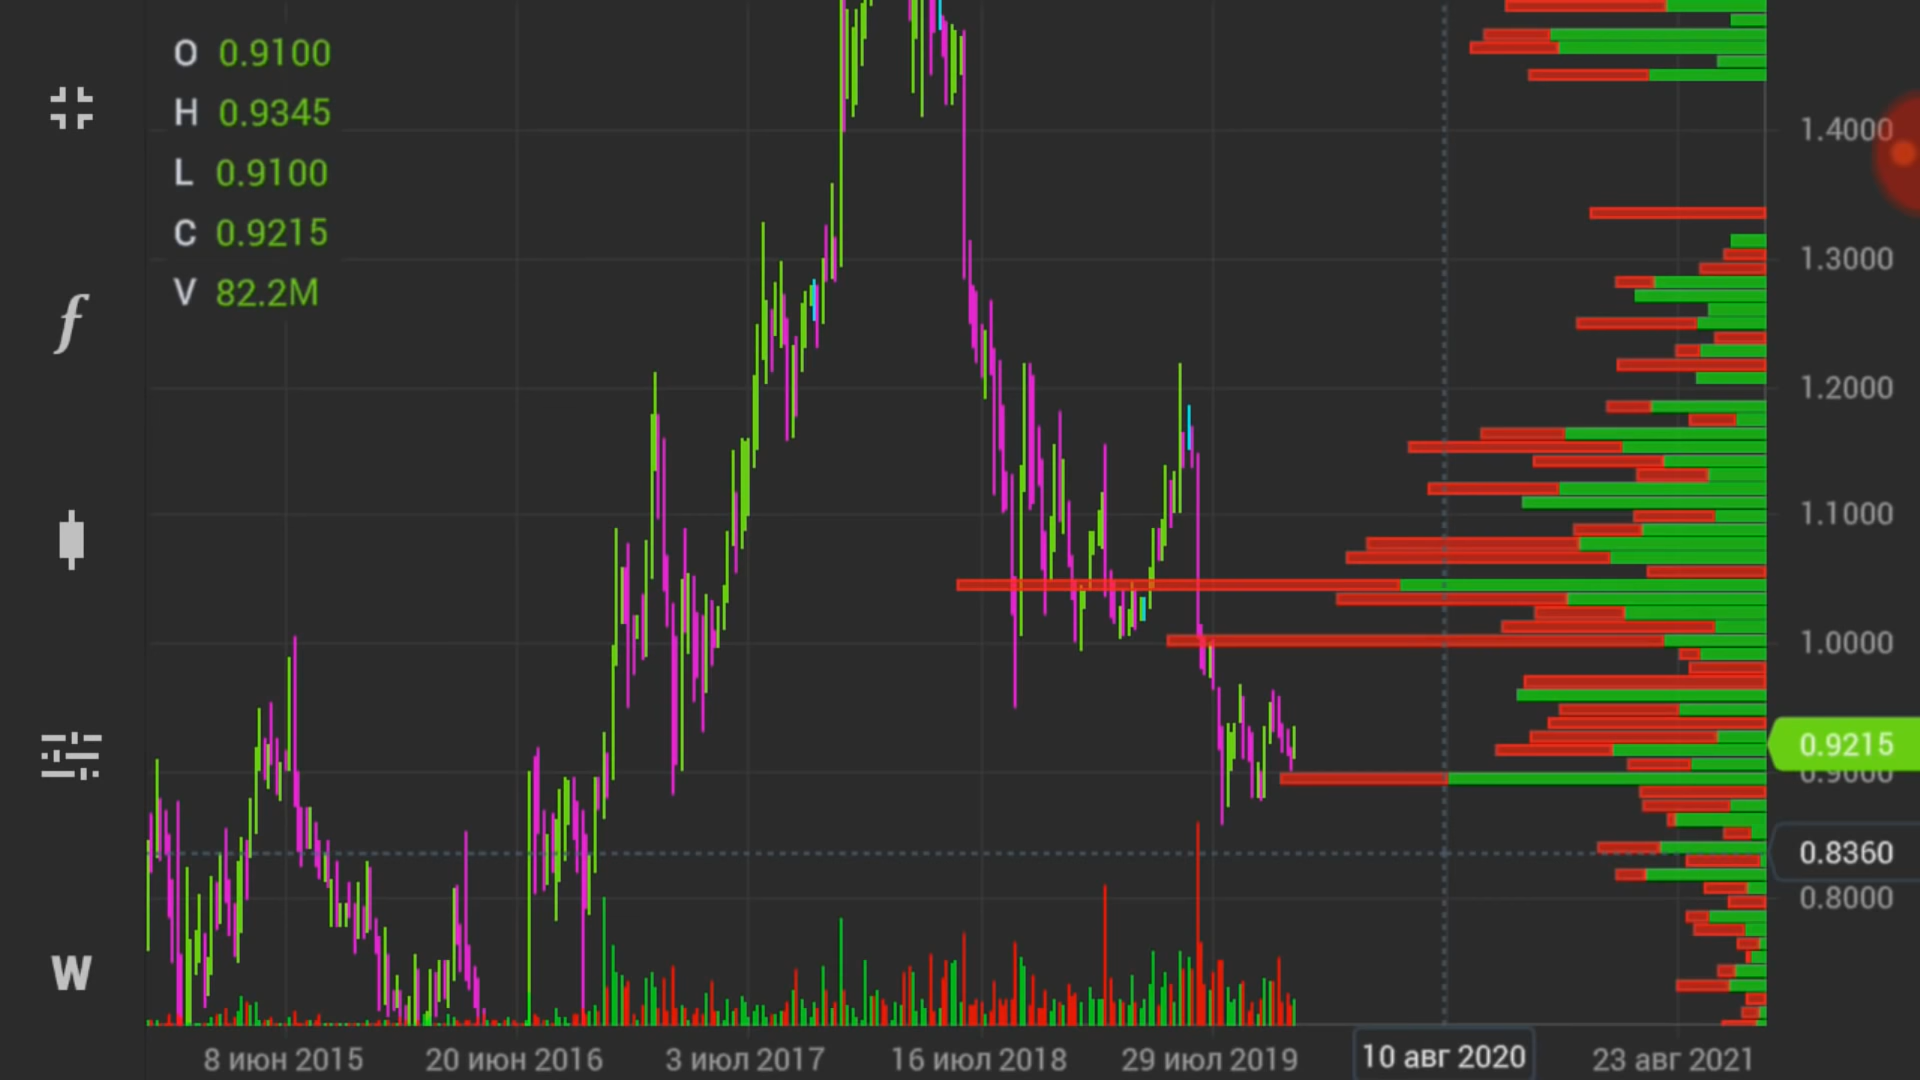 O 0.9100
H 0.9345
L 0.9100
C 0.9215
V 82.2M
f
W
1.4000
1.3000
1.2000
1.1000
1.0000
0.9215
0.9000
0.8360
0.8000
8 июн 2015
20 июн 2016
3 июл 2017
16 июл 2018
29 июл 2019
10 авг 2020
23 авг 2021